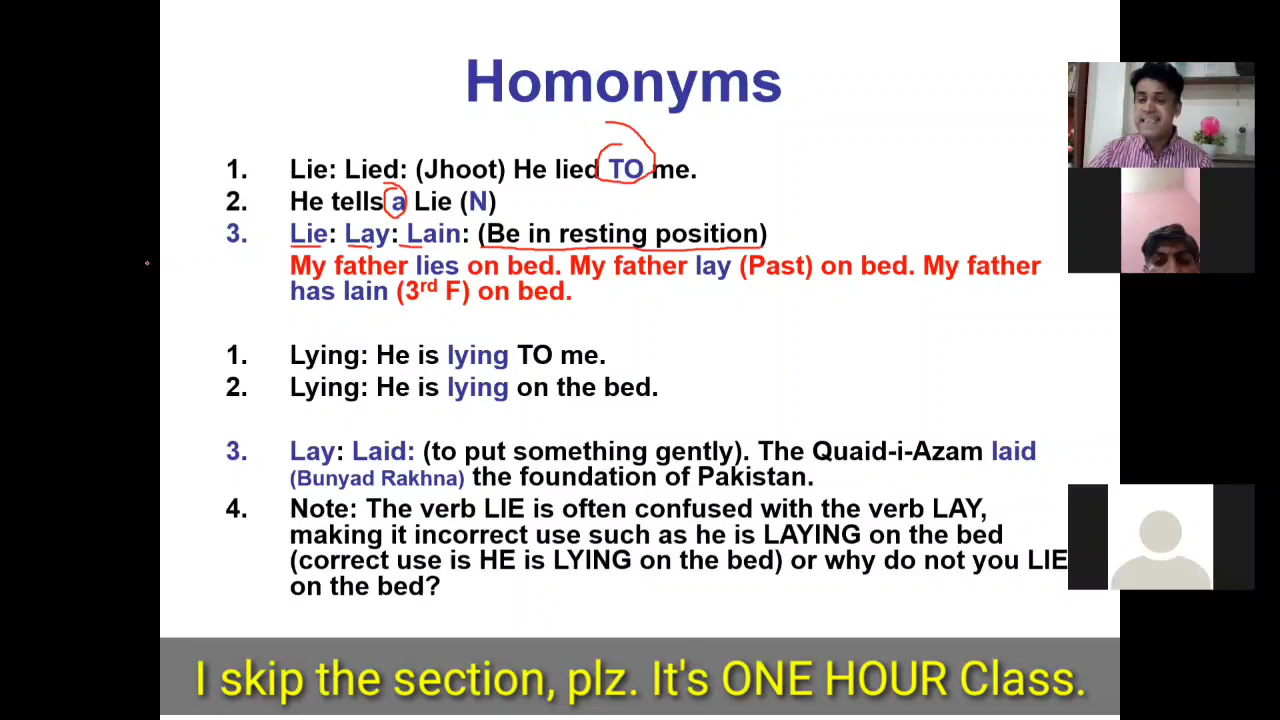 Homonyms
1. Lie: Lied: (Jhoot) He lied TO me.
2. He tells a Lie (N)
3. Lie: Lay: Lain: (Be in resting position)
My father lies on bed. My father lay (Past) on bed. My father
has lain (3rd F) on bed.
1. Lying: He is lying TO me.
2. Lying: He is lying on the bed.
3. Lay: Laid: (to put something gently). The Quaid-i-Azam laid
(Bunyad Rakhna) the foundation of Pakistan.
4. Note: The verb LIE is often confused with the verb LAY,
making it incorrect use such as he is LAYING on the bed
(correct use is HE is LYING on the bed) or why do not you LIE
on the bed?
I skip the section, plz. It's ONE HOUR Class.